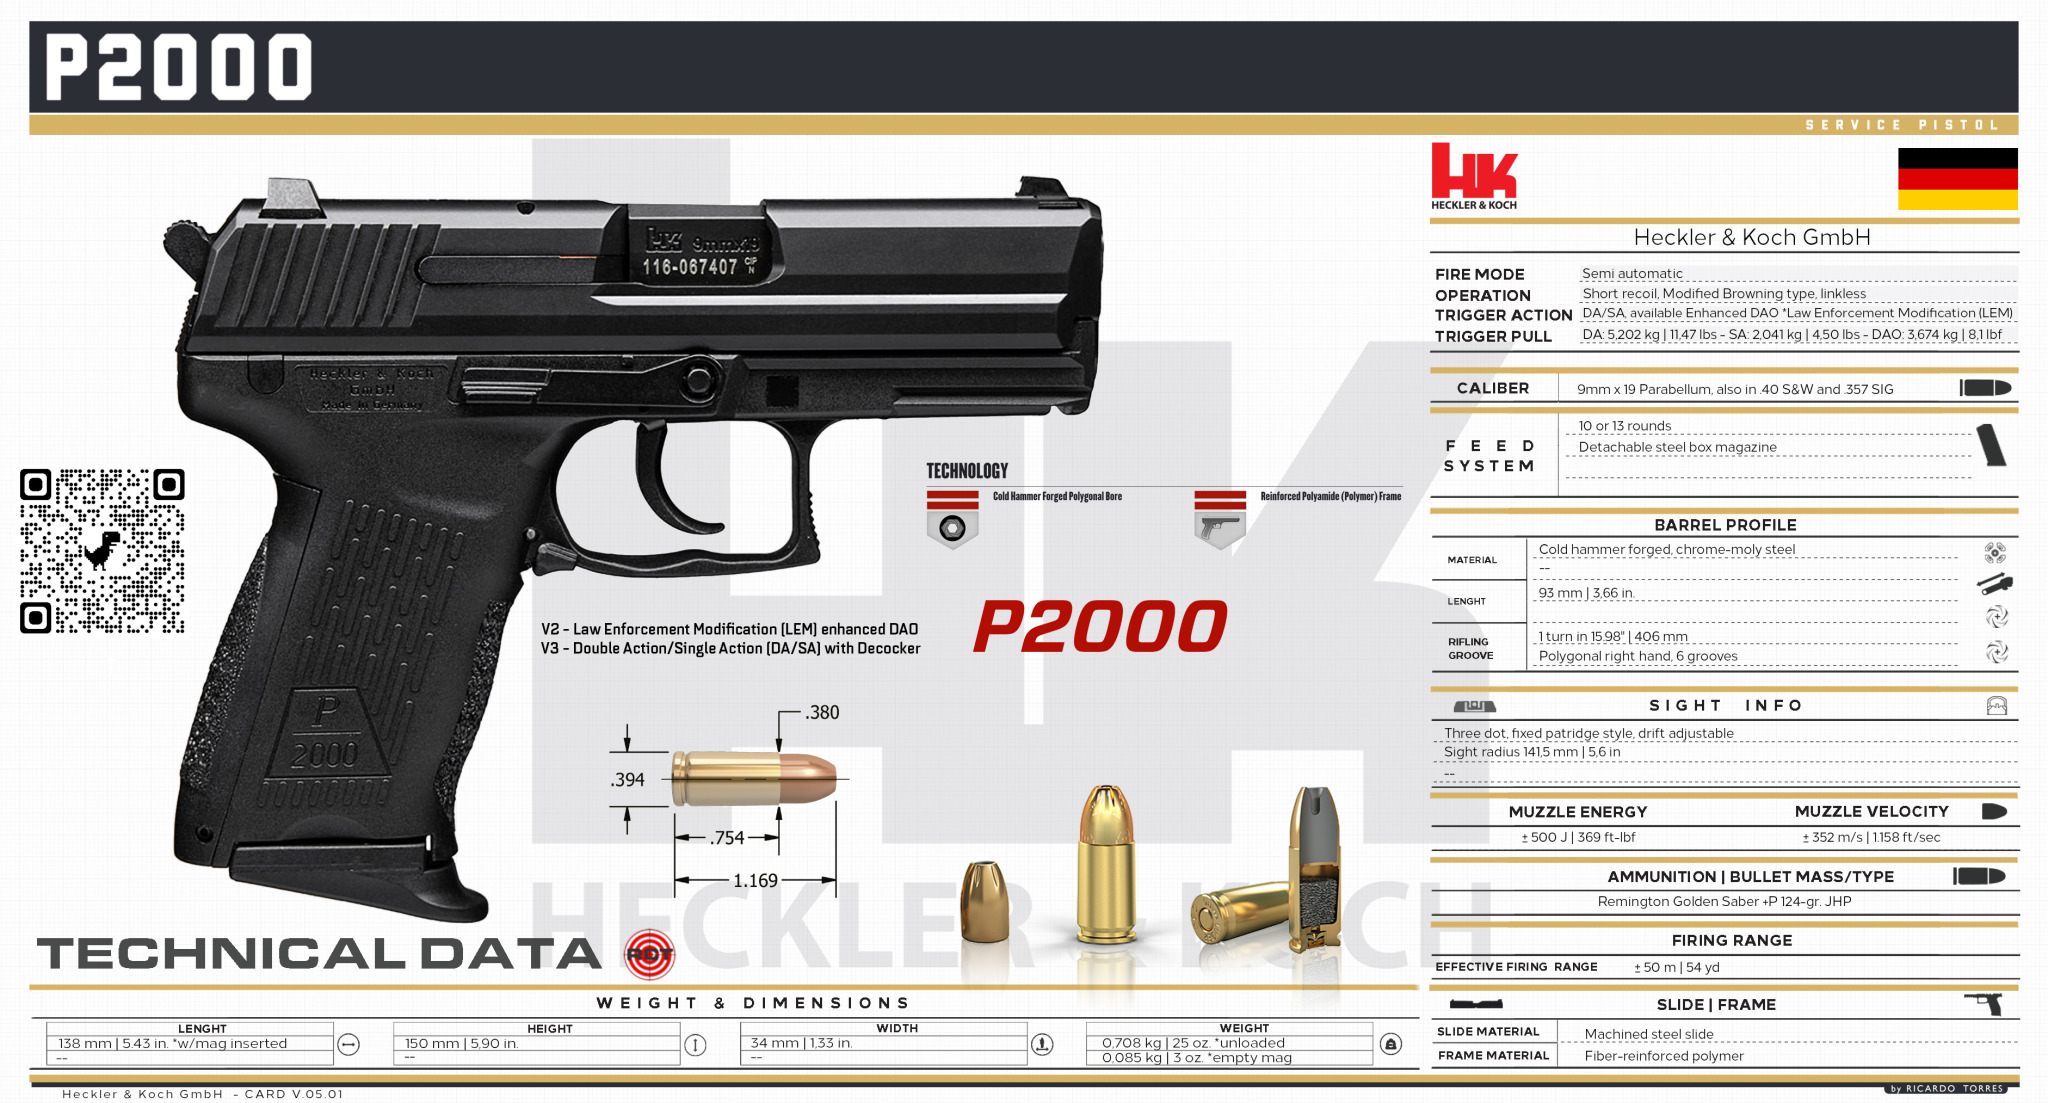 P2000
SERVICE PISTOL
HK
HECKLER & KOCH
Heckler & Koch GmbH
FIRE MODE Semi automatic
OPERATION Short recoil, Modified Browning type, linkless
TRIGGER ACTION DA/SA, available Enhanced DAO *Law Enforcement Modification (LEM)
TRIGGER PULL DA: 5,202 kg | 11,47 lbs - SA: 2,041 kg | 4,50 lbs - DAO: 3,674 kg | 8,1 lbf
CALIBER 9mm x 19 Parabellum, also in .40 S&W and .357 SIG
FEED SYSTEM
10 or 13 rounds
Detachable steel box magazine
BARREL PROFILE
MATERIAL Cold hammer forged, chrome-moly steel
--
LENGHT 93 mm | 3,66 in.
RIFLING GROOVE
1 turn in 15.98" | 406 mm
Polygonal right hand, 6 grooves
SIGHT INFO
Three dot, fixed patridge style, drift adjustable
Sight radius 141,5 mm | 5,6 in
--
MUZZLE ENERGY MUZZLE VELOCITY
± 500 J | 369 ft-lbf ± 352 m/s | 1.158 ft/sec
AMMUNITION | BULLET MASS/TYPE
Remington Golden Saber +P 124-gr. JHP
FIRING RANGE
EFFECTIVE FIRING RANGE ± 50 m | 54 yd
SLIDE | FRAME
SLIDE MATERIAL Machined steel slide
FRAME MATERIAL Fiber-reinforced polymer
by RICARDO TORRES
HK 9mmx19
116-067407 CIP N
Heckler & Koch
GmbH
Made in Germany
P
2000
TECHNOLOGY
Cold Hammer Forged Polygonal Bore
Reinforced Polyamide (Polymer) Frame
V2 - Law Enforcement Modification (LEM) enhanced DAO
V3 - Double Action/Single Action (DA/SA) with Decocker
P2000
.380
.394
.754
1.169
HK
HECKLER & KOCH
TECHNICAL DATA
RDT
WEIGHT & DIMENSIONS
LENGHT
138 mm | 5.43 in. *w/mag inserted
--
HEIGHT
150 mm | 5,90 in.
--
WIDTH
34 mm | 1,33 in.
--
WEIGHT
0,708 kg | 25 oz. *unloaded
0,085 kg | 3 oz. *empty mag
Heckler & Koch GmbH - CARD V.05.01